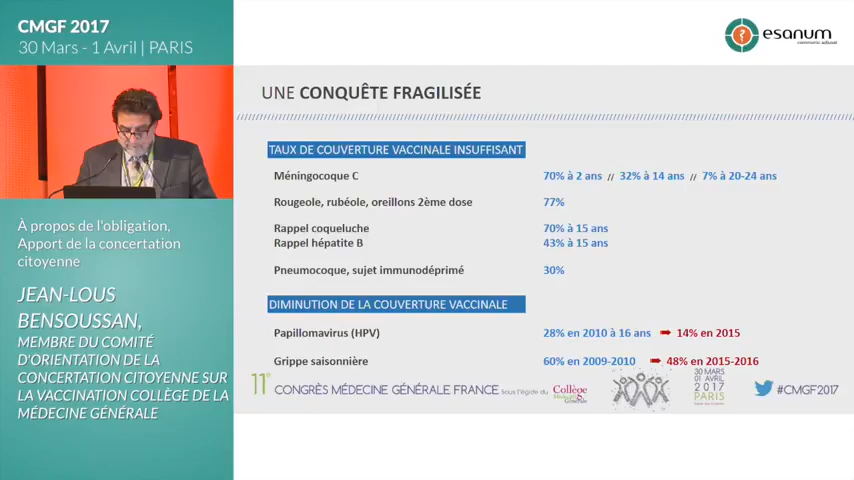 CMGF 2017
30 Mars - 1 Avril | PARIS
esanum
UNE CONQUÊTE FRAGILISÉE
TAUX DE COUVERTURE VACCINALE INSUFFISANT
Méningocoque C 70% à 2 ans // 32% à 14 ans // 7% à 20-24 ans
Rougeole, rubéole, oreillons 2ème dose 77%
Rappel coqueluche 70% à 15 ans
Rappel hépatite B 43% à 15 ans
Pneumocoque, sujet immunodéprimé 30%
DIMINUTION DE LA COUVERTURE VACCINALE
Papillomavirus (HPV) 28% en 2010 à 16 ans ➡ 14% en 2015
Grippe saisonnière 60% en 2009-2010 ➡ 48% en 2015-2016
À propos de l'obligation,
Apport de la concertation
citoyenne
JEAN-LOUS
BENSOUSSAN,
MEMBRE DU COMITÉ
D'ORIENTATION DE LA
CONCERTATION CITOYENNE SUR
LA VACCINATION COLLÈGE DE LA
MÉDECINE GÉNÉRALE
11° CONGRÈS MÉDECINE GÉNÉRALE FRANCE sous l'égide du Collège
Médecine Générale
30 MARS
01 AVRIL
2017
PARIS
#CMGF2017